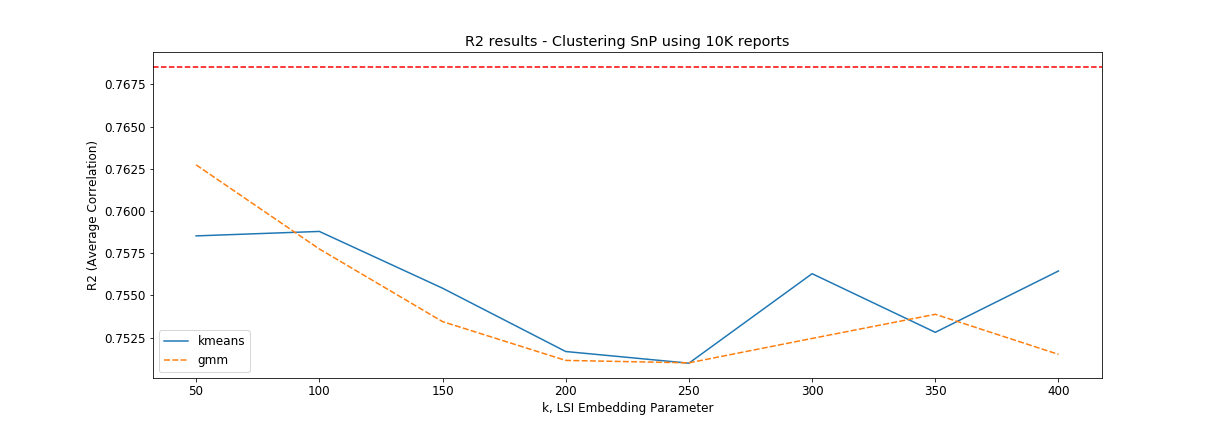 R2 results - Clustering SnP using 10K reports
R2 (Average Correlation)
0.7675
0.7650
0.7625
0.7600
0.7575
0.7550
0.7525
kmeans
gmm
50 100 150 200 250 300 350 400
k, LSI Embedding Parameter